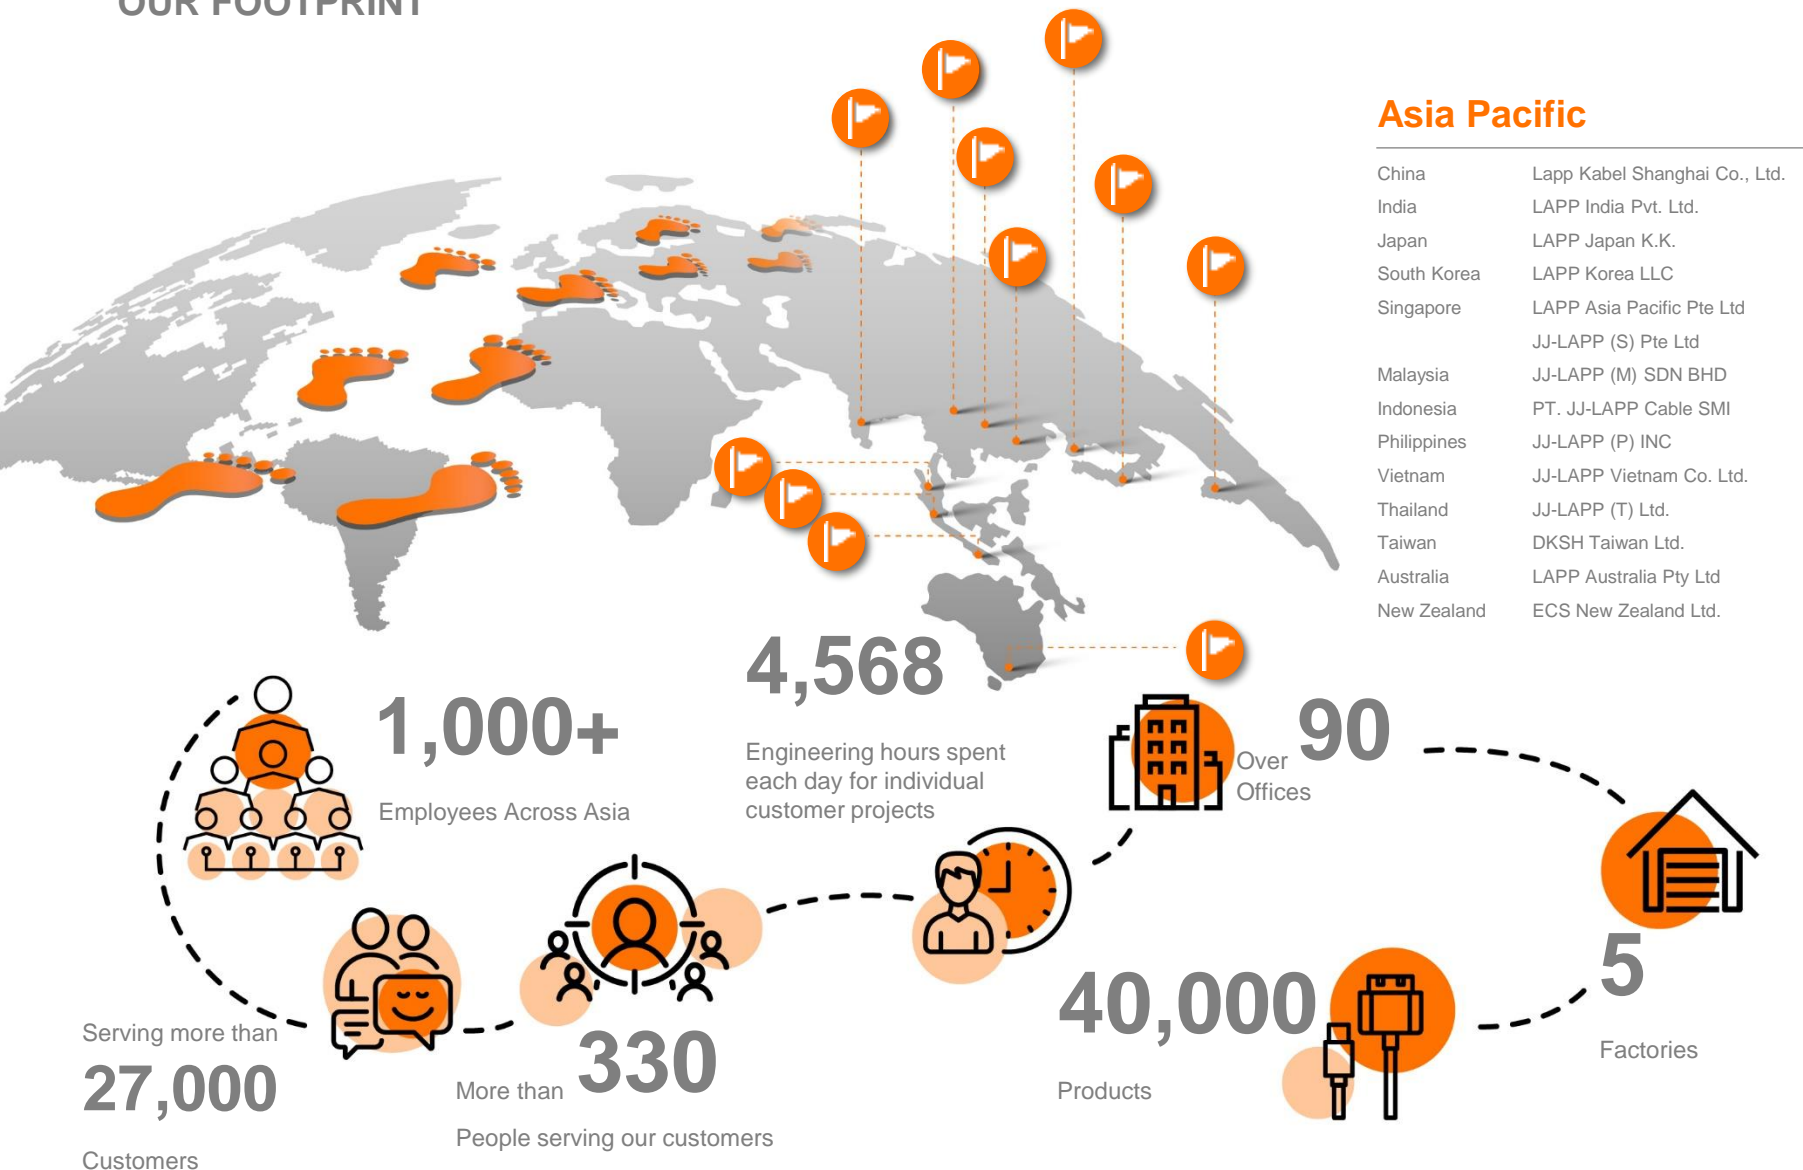 OUR FOOTPRINT
Asia Pacific
China Lapp Kabel Shanghai Co., Ltd.
India LAPP India Pvt. Ltd.
Japan LAPP Japan K.K.
South Korea LAPP Korea LLC
Singapore LAPP Asia Pacific Pte Ltd
JJ-LAPP (S) Pte Ltd
Malaysia JJ-LAPP (M) SDN BHD
Indonesia PT. JJ-LAPP Cable SMI
Philippines JJ-LAPP (P) INC
Vietnam JJ-LAPP Vietnam Co. Ltd.
Thailand JJ-LAPP (T) Ltd.
Taiwan DKSH Taiwan Ltd.
Australia LAPP Australia Pty Ltd
New Zealand ECS New Zealand Ltd.
1,000+
Employees Across Asia
4,568
Engineering hours spent
each day for individual
customer projects
Over 90
Offices
Serving more than
27,000
Customers
More than 330
People serving our customers
40,000
Products
5
Factories